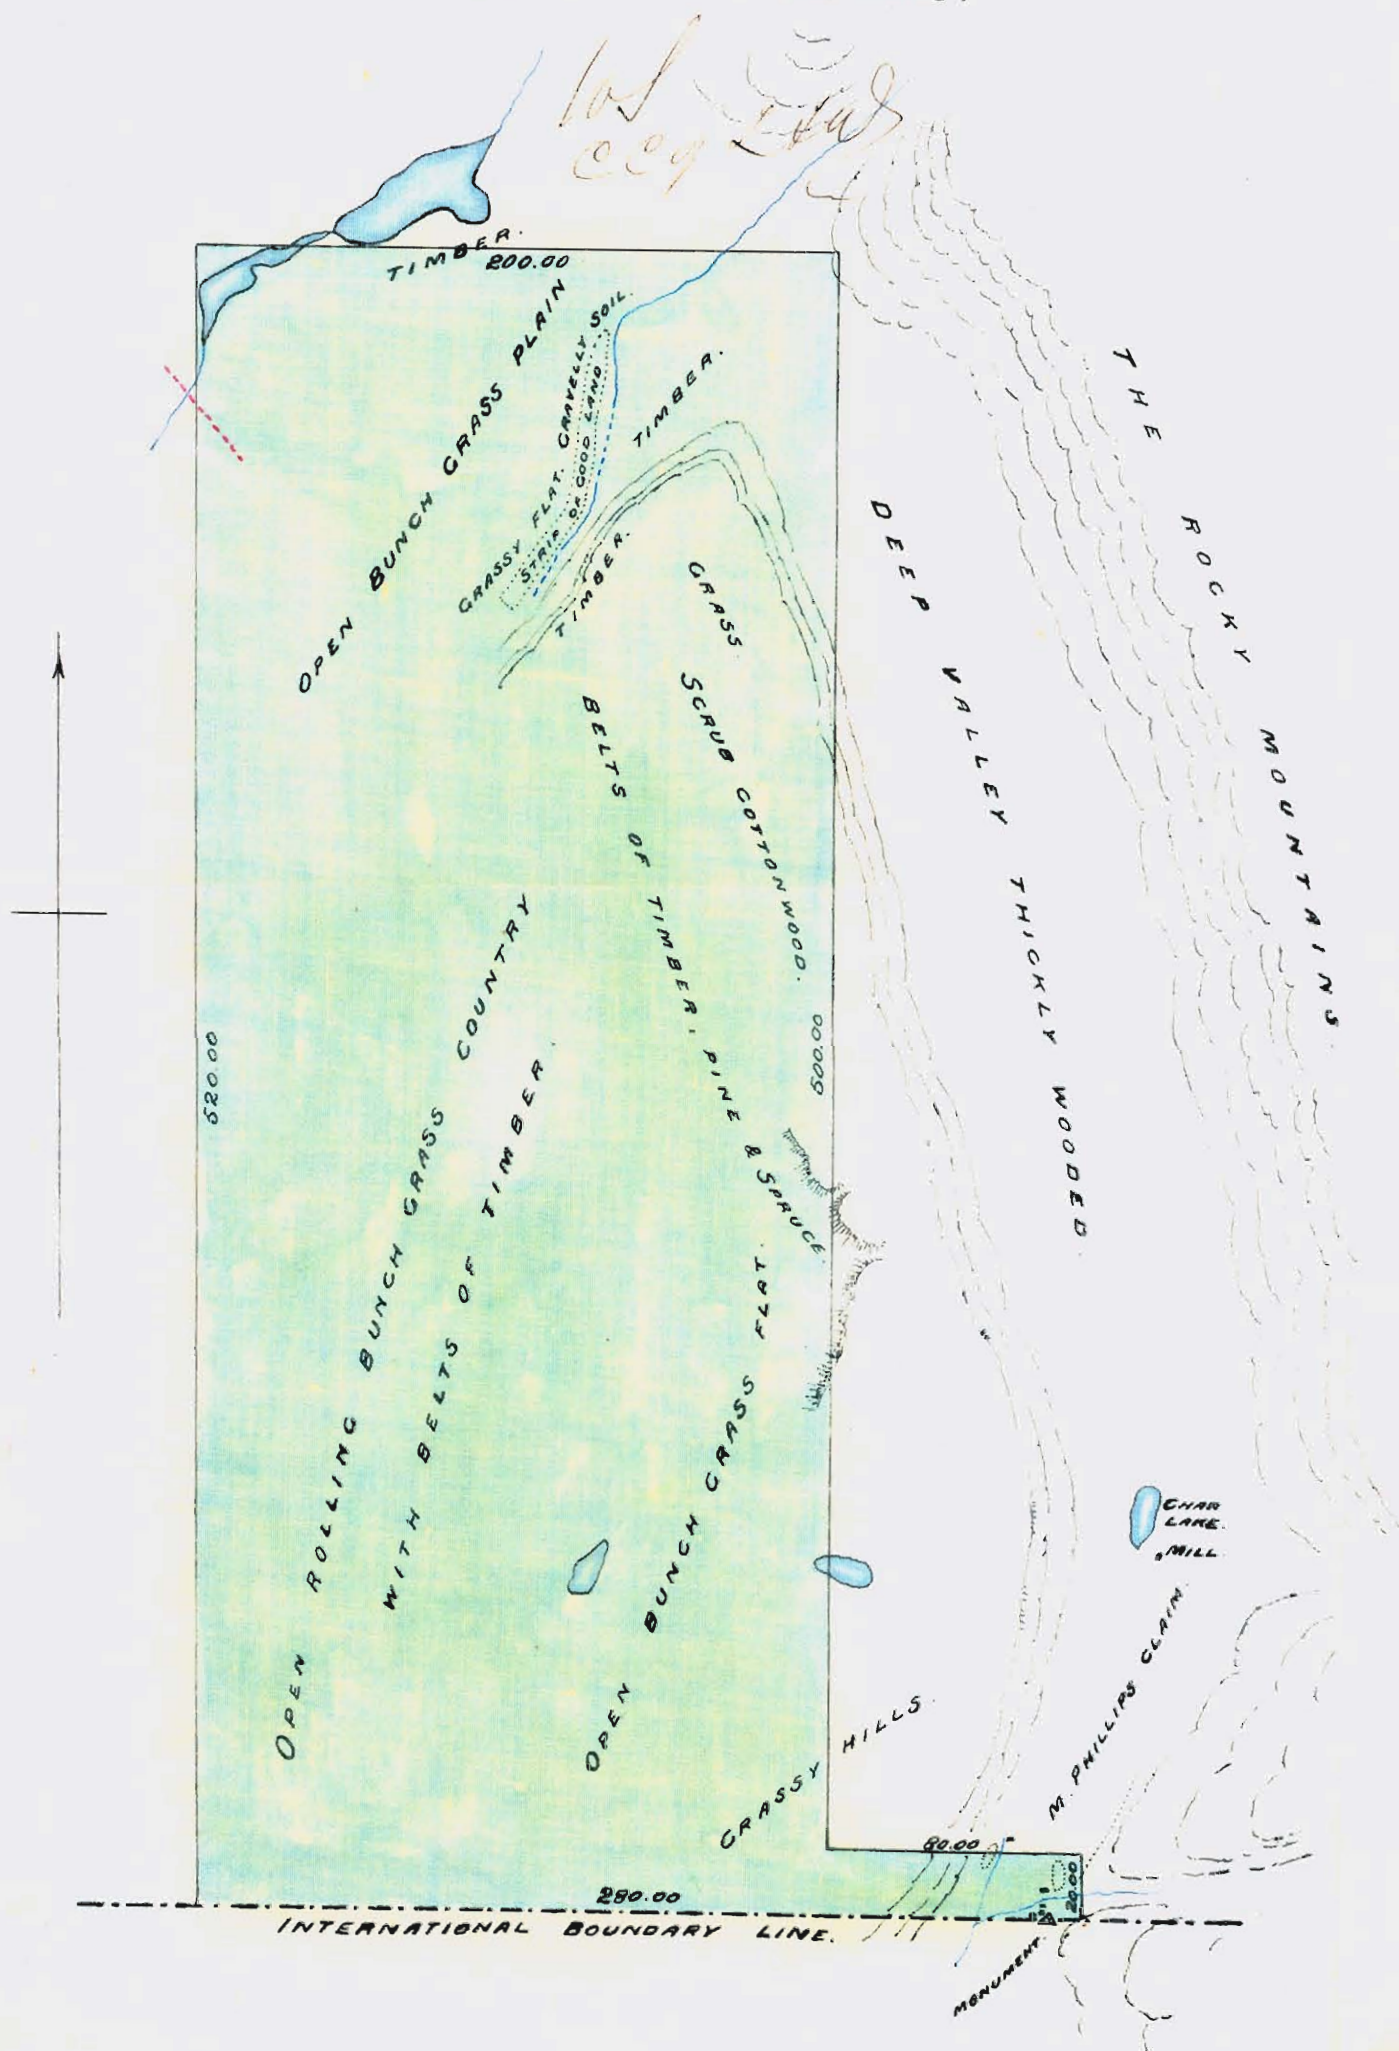 TIMBER.
200.00
OPEN BUNCH GRASS PLAIN
GRASSY FLAT. GRAVELLY SOIL.
STRIP OF GOOD LAND
TIMBER.
TIMBER.
GRASS
SCRUB COTTONWOOD.
BELTS OF TIMBER, PINE & SPRUCE
THE ROCKY MOUNTAINS
DEEP VALLEY THICKLY WOODED.
520.00
500.00
OPEN ROLLING BUNCH GRASS COUNTRY
WITH BELTS OF TIMBER.
OPEN BUNCH GRASS FLAT.
CHAR
LAKE.
MILL
M. PHILLIPS CLAIM.
GRASSY HILLS.
80.00
20.00
280.00
INTERNATIONAL BOUNDARY LINE.
MONUMENT.